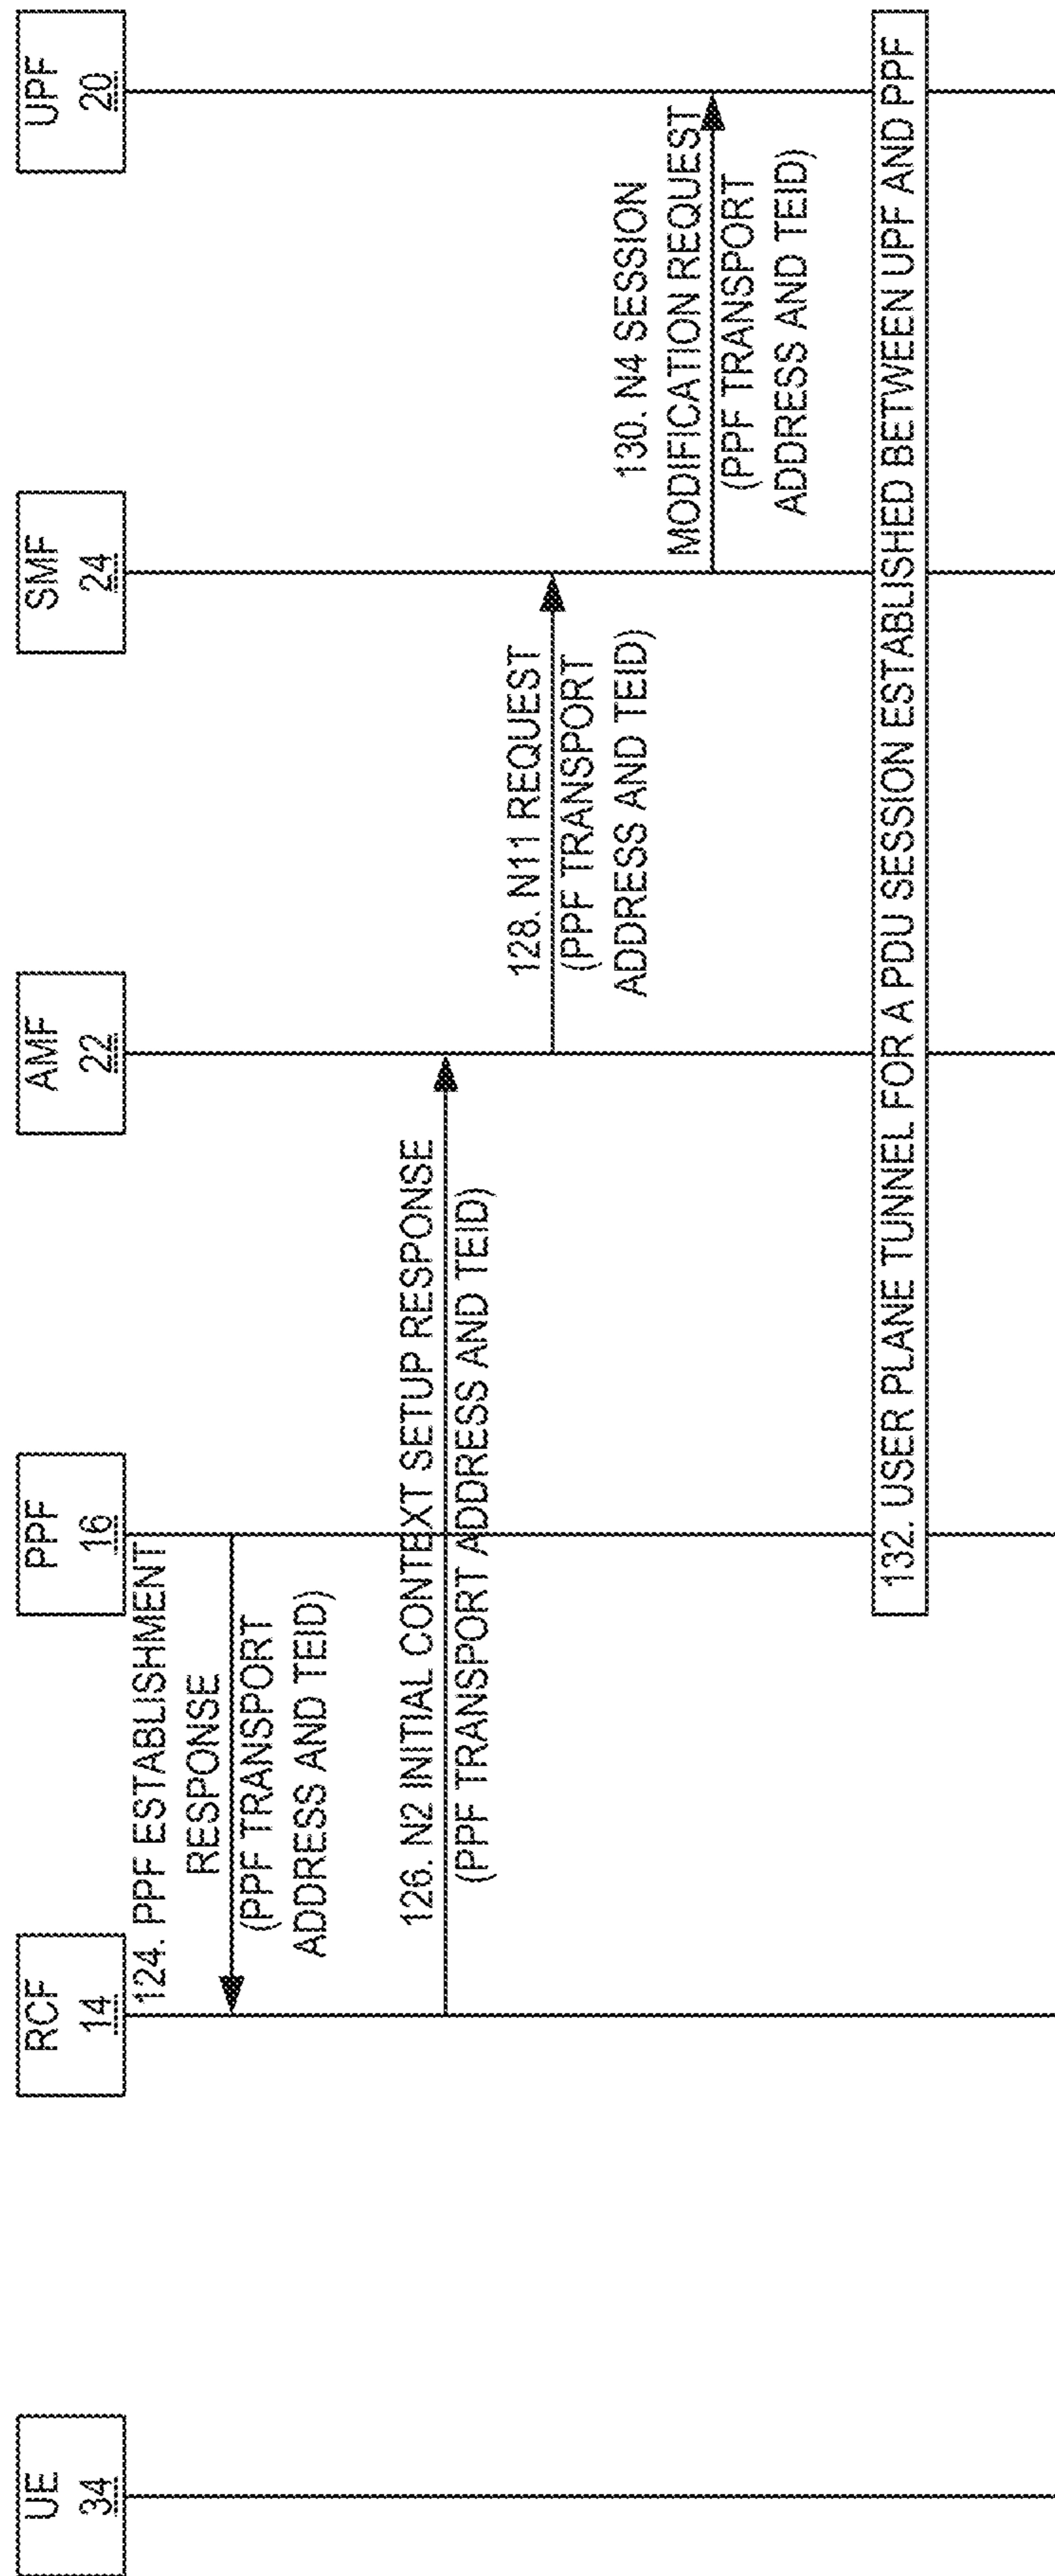 UE
34
RCF
14
PPF
16
AMF
22
SMF
24
UPF
20
124. PPF ESTABLISHMENT
RESPONSE
(PPF TRANSPORT
ADDRESS AND TEID)
126. N2 INITIAL CONTEXT SETUP RESPONSE
(PPF TRANSPORT ADDRESS AND TEID)
128. N11 REQUEST
(PPF TRANSPORT
ADDRESS AND TEID)
130. N4 SESSION
MODIFICATION REQUEST
(PPF TRANSPORT
ADDRESS AND TEID)
132. USER PLANE TUNNEL FOR A PDU SESSION ESTABLISHED BETWEEN UPF AND PPF